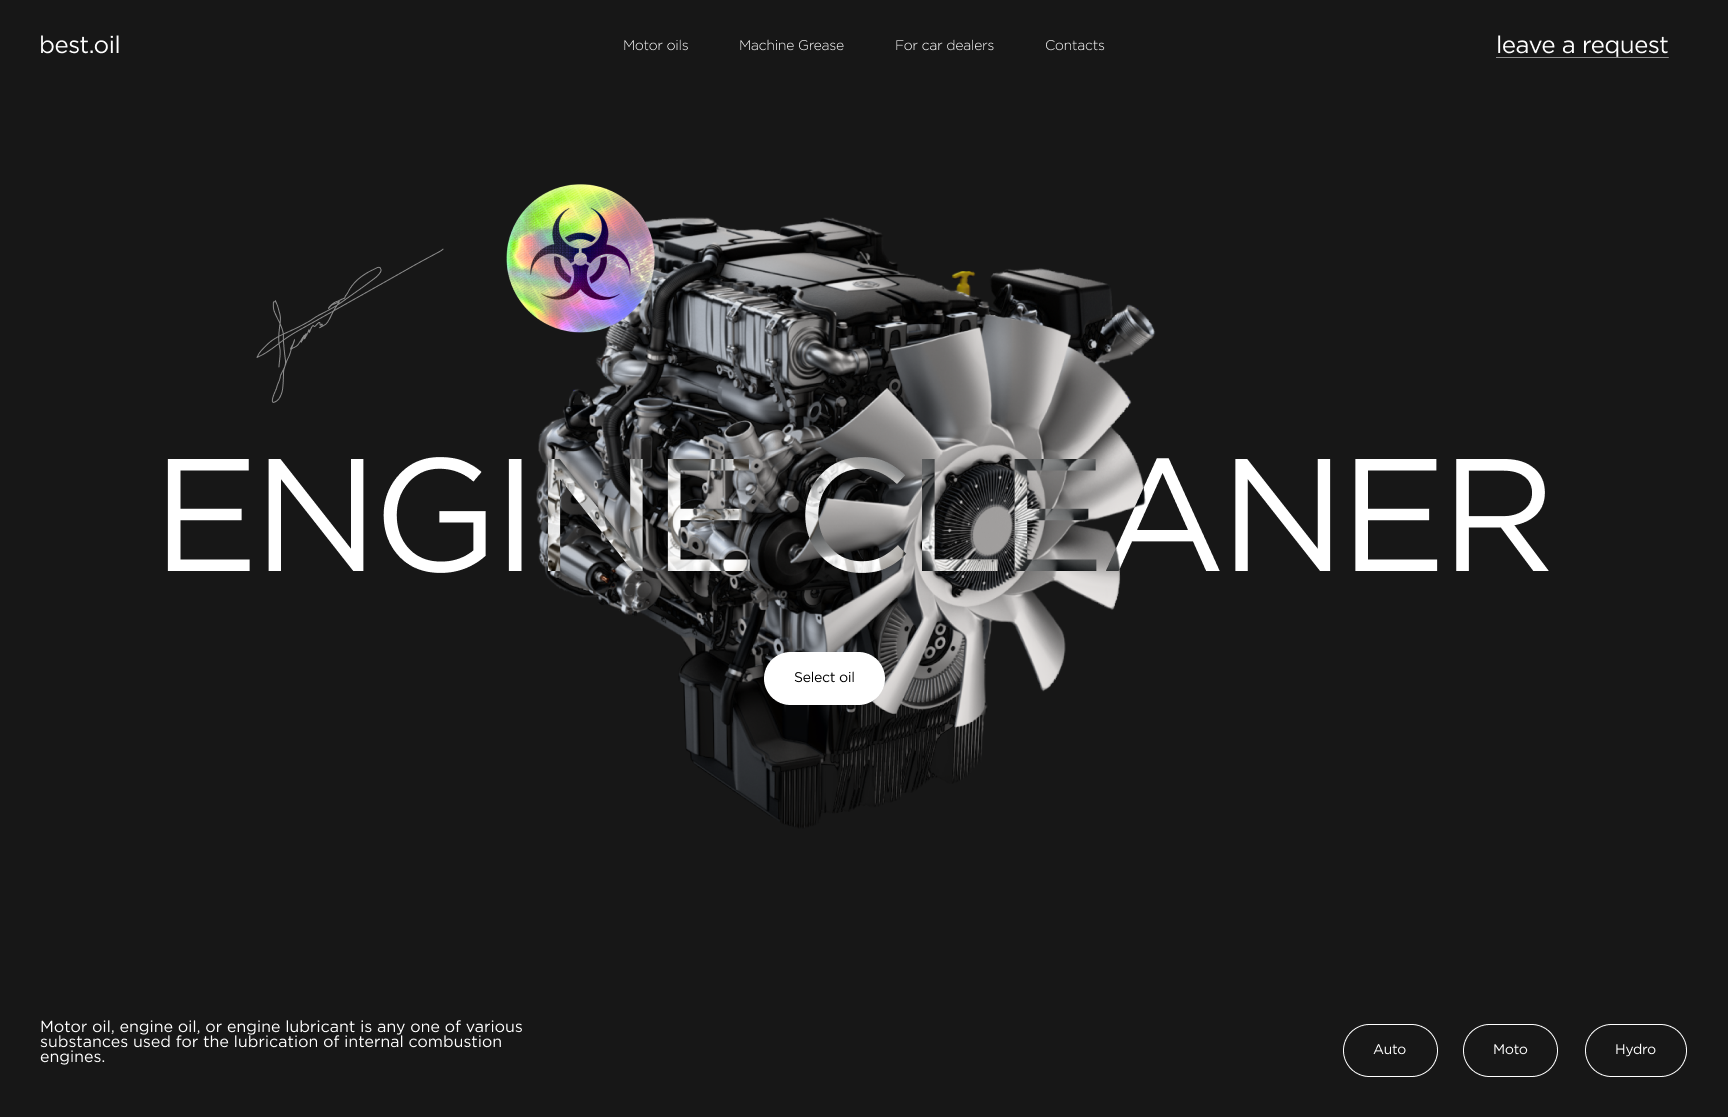 best.oil
Motor oils
Machine Grease
For car dealers
Contacts
leave a request
ENGINE CLEEANER
Select oil
Motor oil, engine oil, or engine lubricant is any one of various
substances used for the lubrication of internal combustion
engines.
Auto
Moto
Hydro